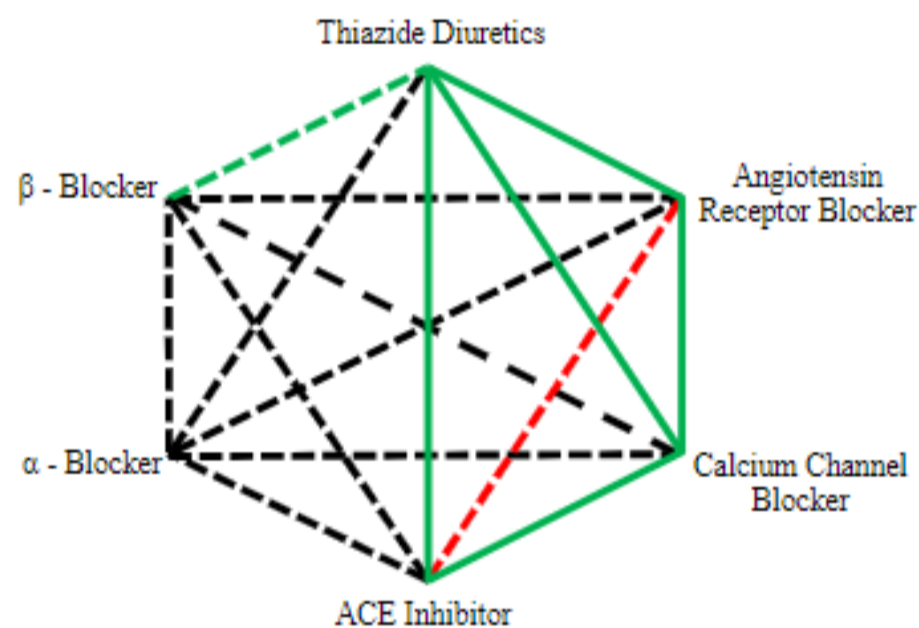 Thiazide Diuretics
β - Blocker
Angiotensin
Receptor Blocker
α - Blocker
Calcium Channel
Blocker
ACE Inhibitor